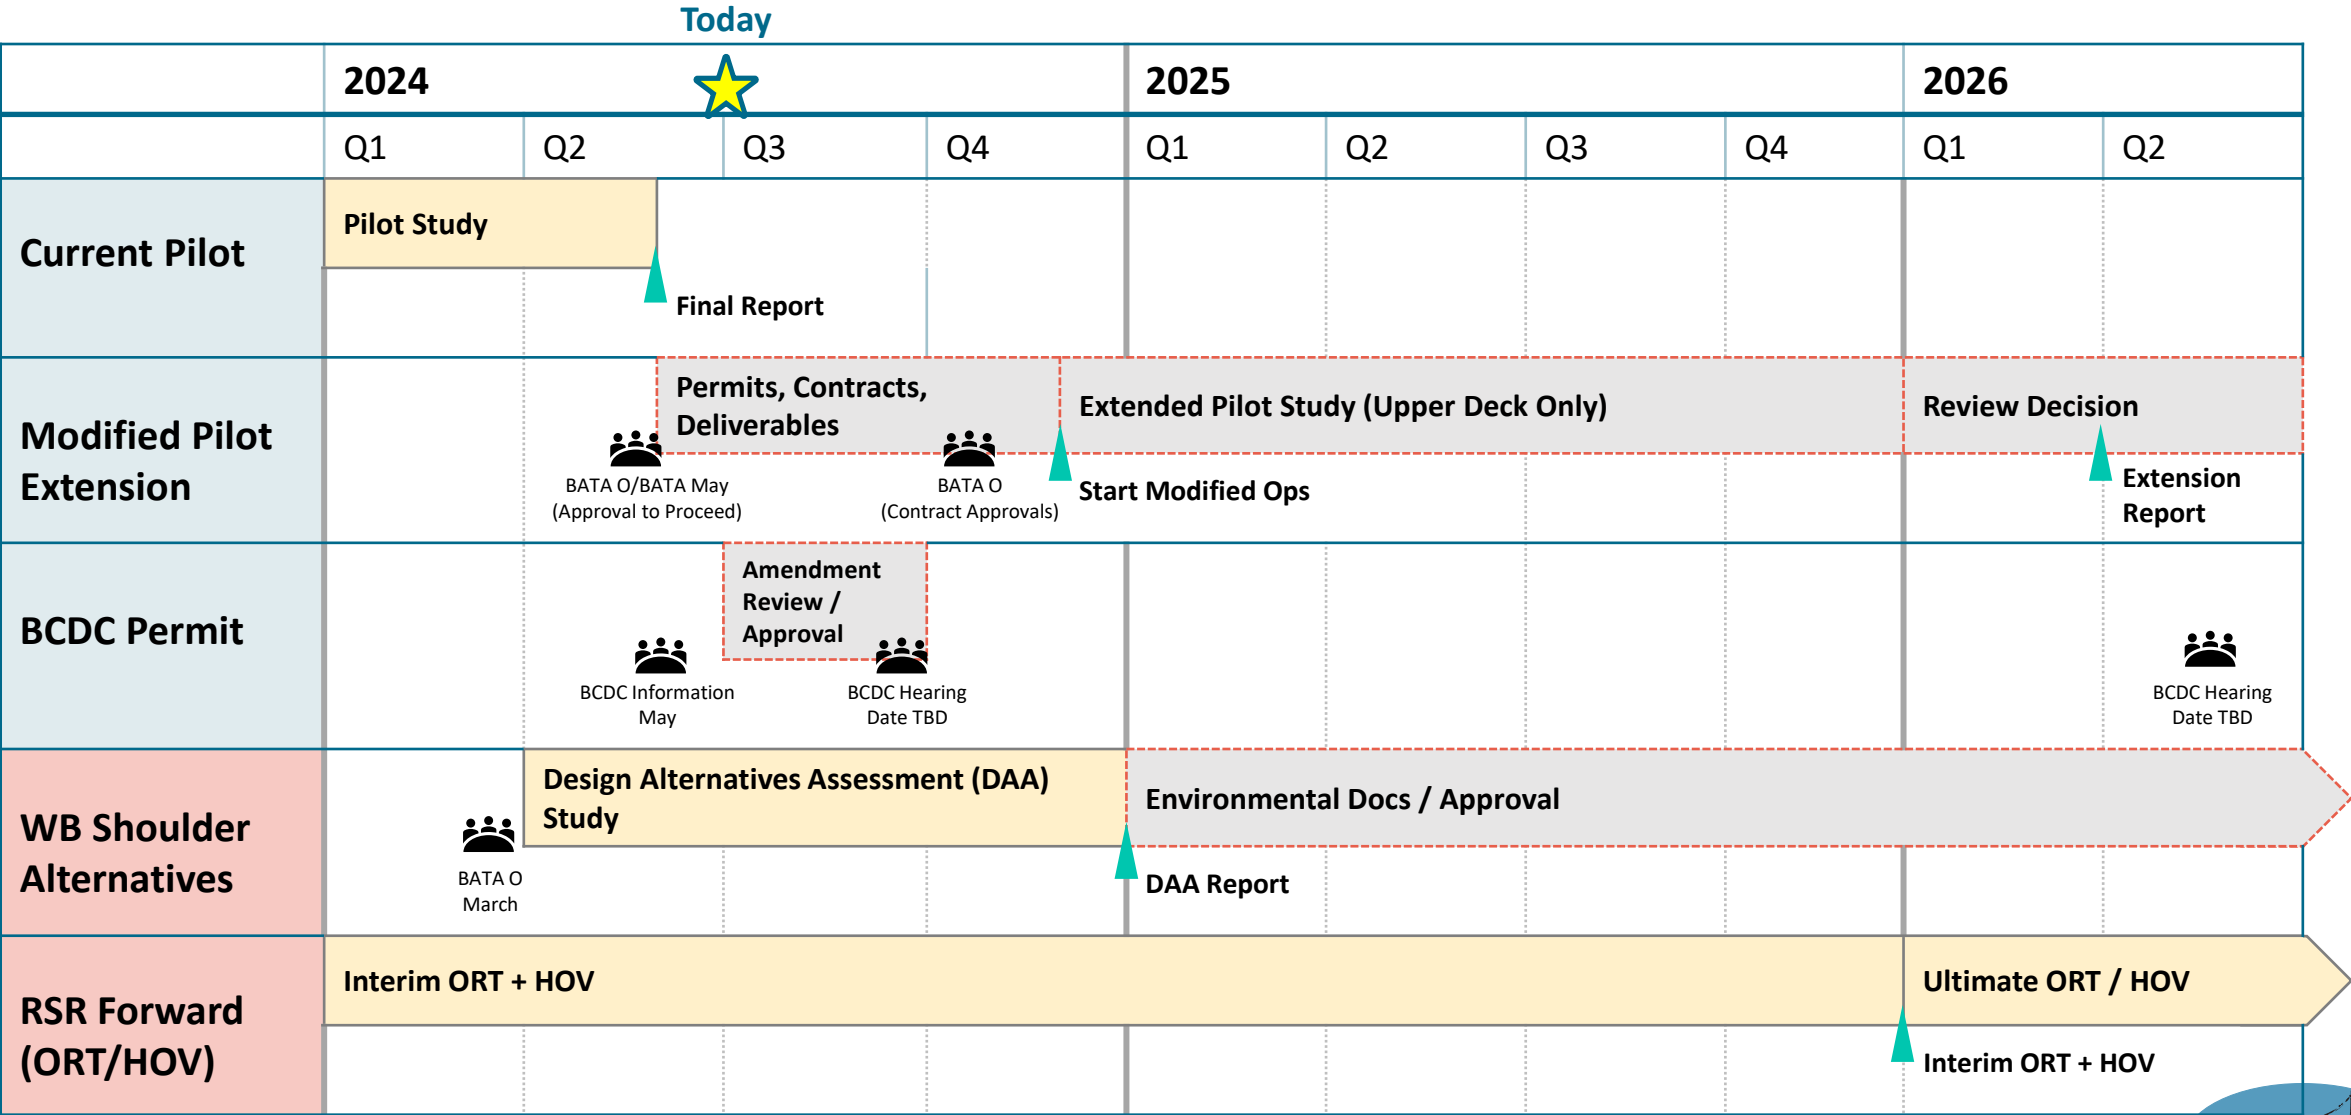 Today
2024
2025
2026
Q1
Q2
Q3
Q4
Q1
Q2
Q3
Q4
Q1
Q2
Current Pilot
Pilot Study
Final Report
Modified Pilot
Extension
Permits, Contracts,
Deliverables
Extended Pilot Study (Upper Deck Only)
Review Decision
BATA O/BATA May
(Approval to Proceed)
BATA O
(Contract Approvals)
Start Modified Ops
Extension
Report
BCDC Permit
Amendment
Review /
Approval
BCDC Information
May
BCDC Hearing
Date TBD
BCDC Hearing
Date TBD
WB Shoulder
Alternatives
BATA O
March
Design Alternatives Assessment (DAA)
Study
Environmental Docs / Approval
DAA Report
RSR Forward
(ORT/HOV)
Interim ORT + HOV
Ultimate ORT / HOV
Interim ORT + HOV